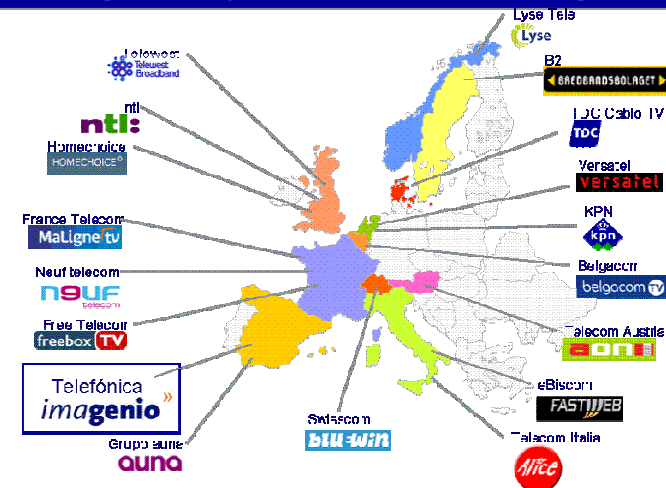 Lyse Tele
Lyse
Telewest
Telewest
Broadband
B2
BREDBANDSBOLAGET
ntl
ntl:
TDC Cable TV
TDC
Homechoice
HOMECHOICE
Versatel
versatel
France Telecom
MaLigne tv
KPN
kpn
Neuf telecom
neuf
telecom
Belgacom
belgacom TV
Free Telecom
freebox TV
Telecom Austria
aon
Telefónica
imagenio
eBiscom
FASTWEB
Swisscom
blu-win
Grupo auna
auna
Telecom Italia
Alice